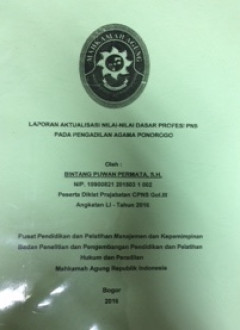 MAHKAMAH AGUNG
LAPORAN AKTUALISASI NILAI-NILAI DASAR PROFESI PNS
PADA PENGADILAN AGAMA PONOROGO
Oleh :
BINTANG PUWAN PERMATA, S.H.
NIP.
Peserta Diklat Prajabatan CPNS Gol.III
Angkatan LI - Tahun 2016
Pusat Pendidikan dan Pelatihan Manajemen dan Kepemimpinan
Badan Penelitian dan Pengembangan Pendidikan dan Pelatihan
Hukum dan Peradilan
Mahkamah Agung Republik Indonesia
Bogor
2016